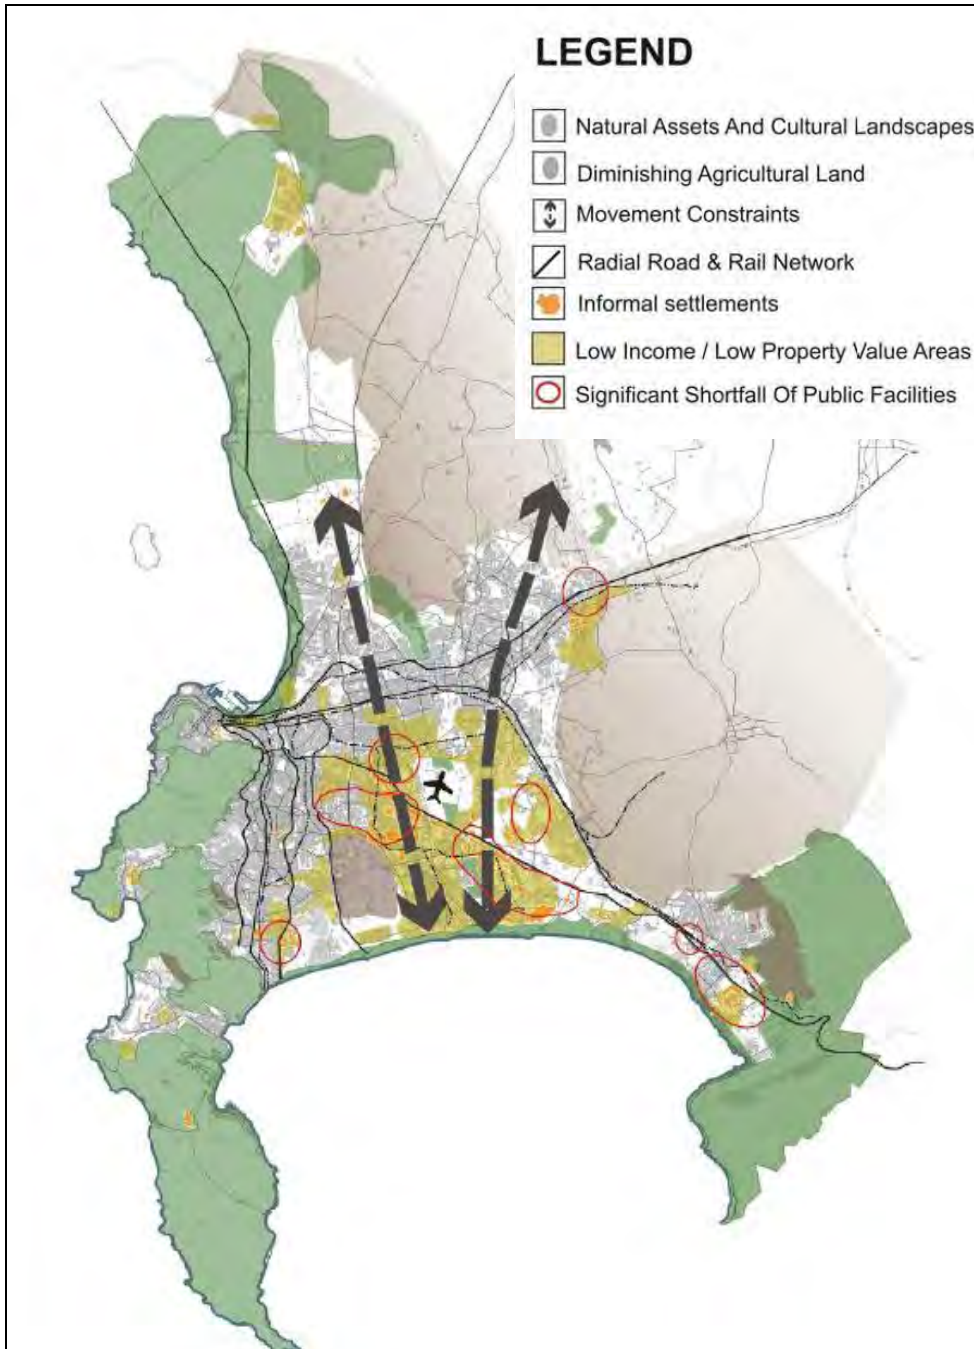 LEGEND
Natural Assets And Cultural Landscapes
Diminishing Agricultural Land
Movement Constraints
Radial Road & Rail Network
Informal settlements
Low Income / Low Property Value Areas
Significant Shortfall Of Public Facilities